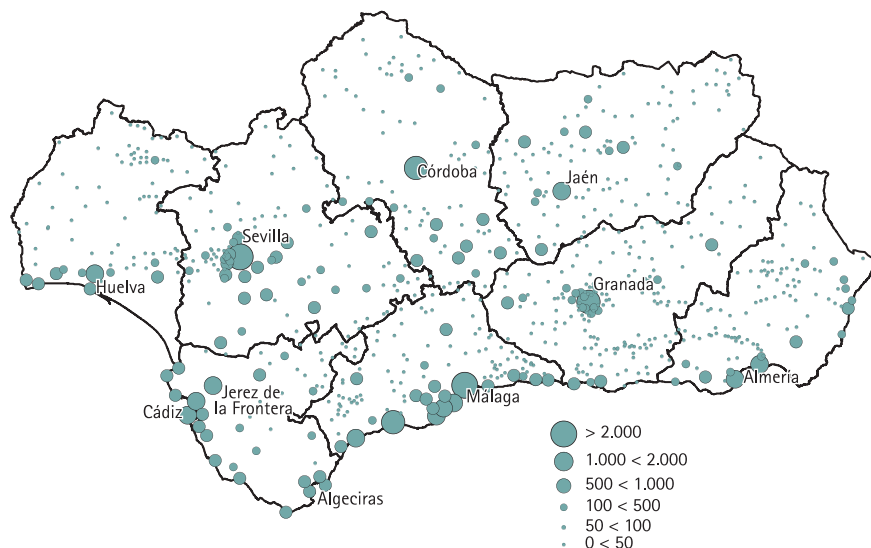 Córdoba
Jaén
Sevilla
Huelva
Granada
Jerez de
la Frontera
Cádiz
Málaga
Almería
Algeciras
> 2.000
1.000 < 2.000
500 < 1.000
100 < 500
50 < 100
0 < 50